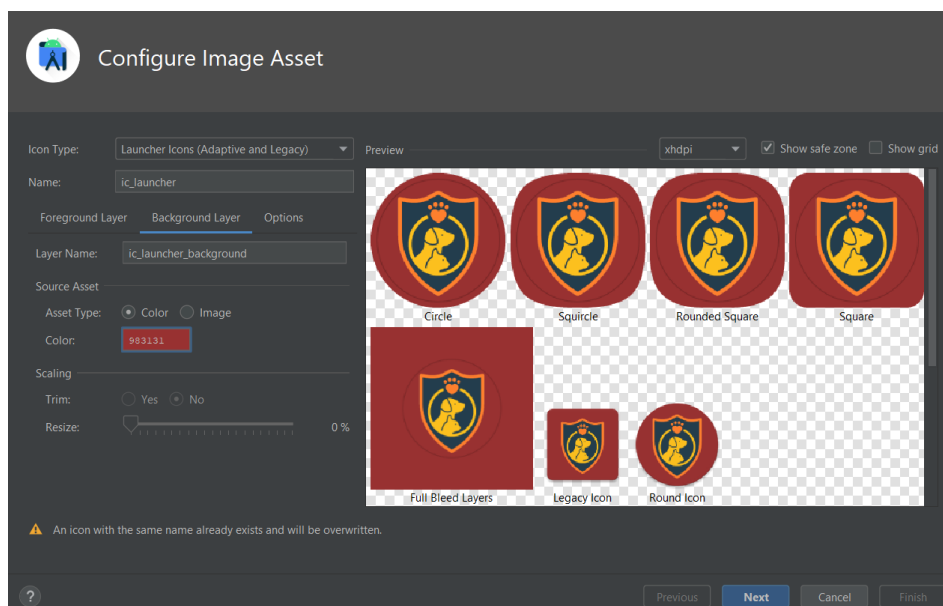 Configure Image Asset
Icon Type: Launcher Icons (Adaptive and Legacy)
Preview
xhdpi
Show safe zone
Show grid
Name: ic_launcher
Foreground Layer
Background Layer
Options
Layer Name: ic_launcher_background
Source Asset
Asset Type: Color Image
Color: 983131
Scaling
Trim: Yes No
Resize: 0 %
Circle
Squircle
Rounded Square
Square
Full Bleed Layers
Legacy Icon
Round Icon
An icon with the same name already exists and will be overwritten.
?
Previous
Next
Cancel
Finish